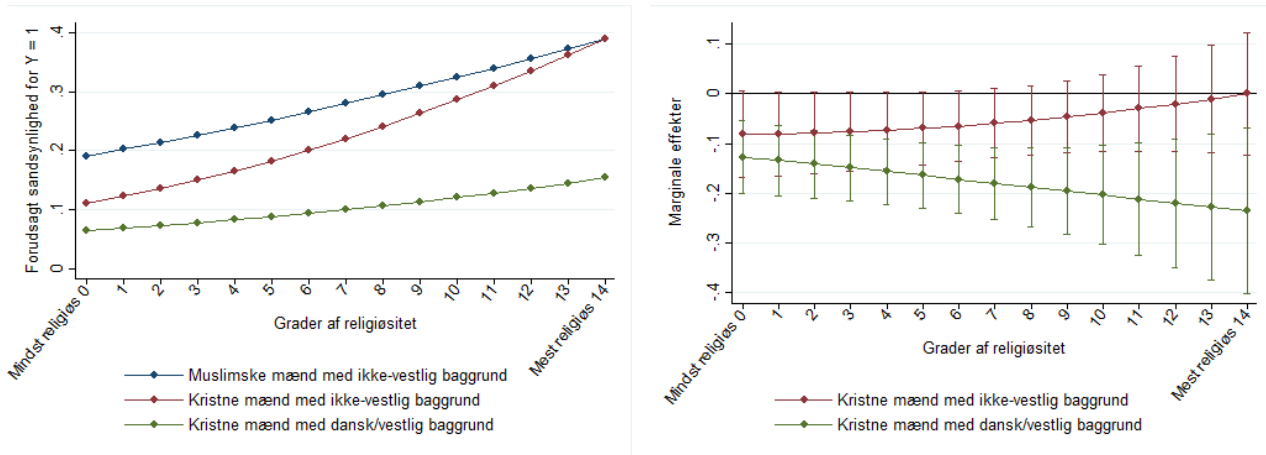 Forudsagt sandsynlighed for Y = 1
.4
.3
.2
.1
0
Mindst religiøs 0
1
2
3
4
5
6
7
8
9
10
11
12
13
Mest religiøs 14
Grader af religiøsitet
Muslimske mænd med ikke-vestlig baggrund
Kristne mænd med ikke-vestlig baggrund
Kristne mænd med dansk/vestlig baggrund
Marginale effekter
.1
0
-.1
-.2
-.3
-.4
Mindst religiøs 0
1
2
3
4
5
6
7
8
9
10
11
12
13
Mest religiøs 14
Grader af religiøsitet
Kristne mænd med ikke-vestlig baggrund
Kristne mænd med dansk/vestlig baggrund